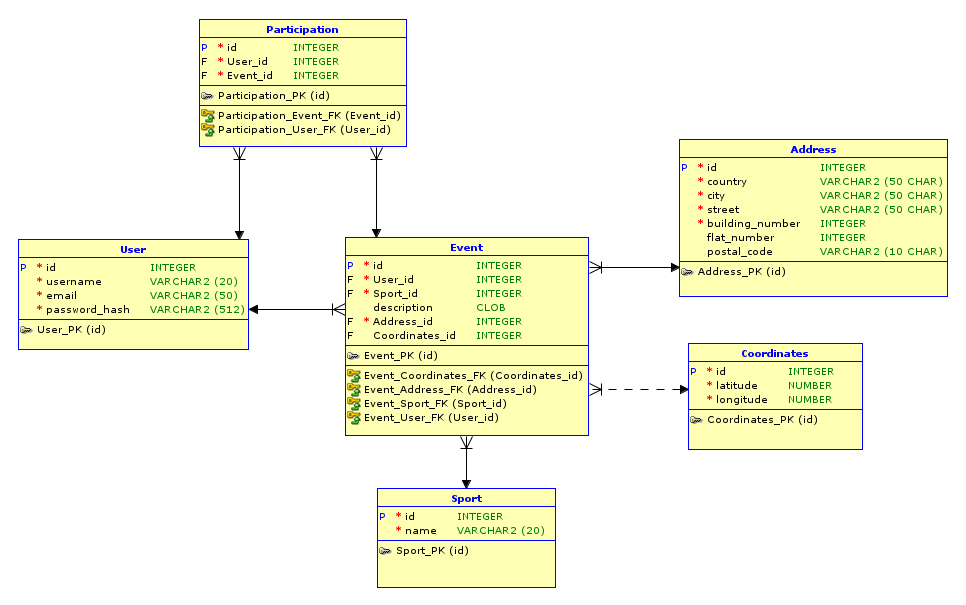 Participation
P * id INTEGER
F * User_id INTEGER
F * Event_id INTEGER
Participation_PK (id)
Participation_Event_FK (Event_id)
Participation_User_FK (User_id)
Address
P * id INTEGER
* country VARCHAR2 (50 CHAR)
* city VARCHAR2 (50 CHAR)
* street VARCHAR2 (50 CHAR)
* building_number INTEGER
flat_number INTEGER
postal_code VARCHAR2 (10 CHAR)
Address_PK (id)
User
P * id INTEGER
* username VARCHAR2 (20)
* email VARCHAR2 (50)
* password_hash VARCHAR2 (512)
User_PK (id)
Event
P * id INTEGER
F * User_id INTEGER
F * Sport_id INTEGER
description CLOB
F * Address_id INTEGER
F Coordinates_id INTEGER
Event_PK (id)
Event_Coordinates_FK (Coordinates_id)
Event_Address_FK (Address_id)
Event_Sport_FK (Sport_id)
Event_User_FK (User_id)
Coordinates
P * id INTEGER
* latitude NUMBER
* longitude NUMBER
Coordinates_PK (id)
Sport
P * id INTEGER
* name VARCHAR2 (20)
Sport_PK (id)